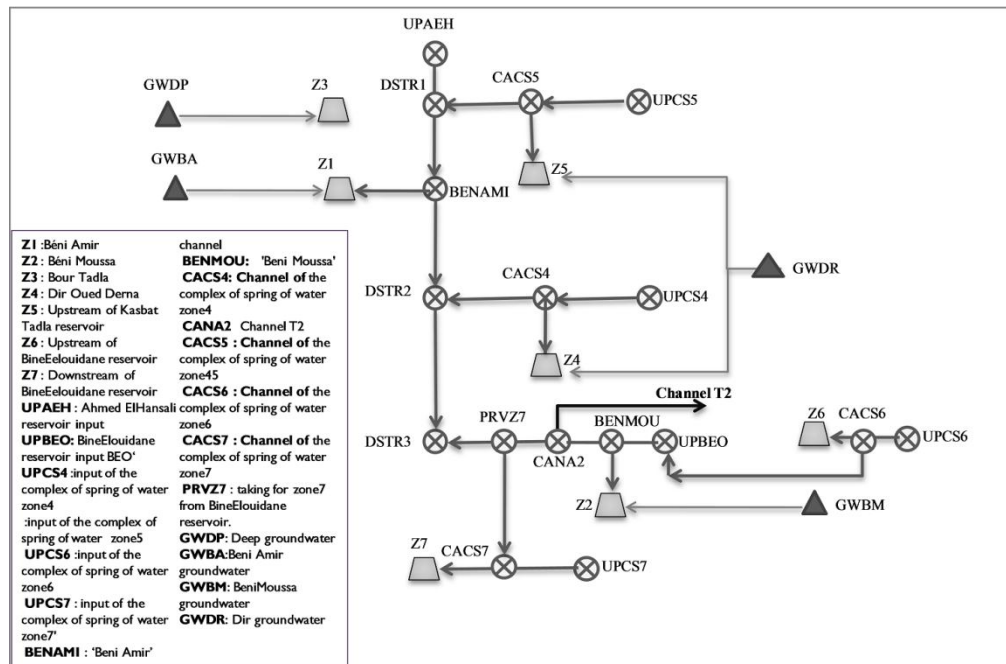 UPAEH
GWDP
Z3
DSTR1
CACS5
UPCS5
GWBA
Z1
BENAMI
Z5
GWDR
CACS4
DSTR2
UPCS4
Z4
Channel T2
PRVZ7
BENMOU
Z6
CACS6
DSTR3
CANA2
UPBEO
UPCS6
Z2
GWBM
Z7
CACS7
UPCS7
Z1 :Béni Amir
Z2 : Béni Moussa
Z3 : Bour Tadla
Z4 : Dir Oued Derna
Z5 : Upstream of Kasbat
Tadla reservoir
Z6 : Upstream of
BineEelouidane reservoir
Z7 : Downstream of
BineEelouidane reservoir
UPAEH : Ahmed ElHansali
reservoir input
UPBEO: BineElouidane
reservoir input BEO‘
UPCS4 :input of the
complex of spring of water
zone4
:input of the complex of
spring of water zone5
UPCS6 :input of the
complex of spring of water
zone6
UPCS7 : input of the
complex of spring of water
zone7'
BENAMI : ‘Beni Amir’
channel
BENMOU: 'Beni Moussa'
CACS4: Channel of the
complex of spring of water
zone4
CANA2 Channel T2
CACS5 : Channel of the
complex of spring of water
zone45
CACS6 : Channel of the
complex of spring of water
zone6
CACS7 : Channel of the
complex of spring of water
zone7
PRVZ7 : taking for zone7
from BineElouidane
reservoir.
GWDP: Deep groundwater
GWBA:Beni Amir
groundwater
GWBM: BeniMoussa
groundwater
GWDR: Dir groundwater